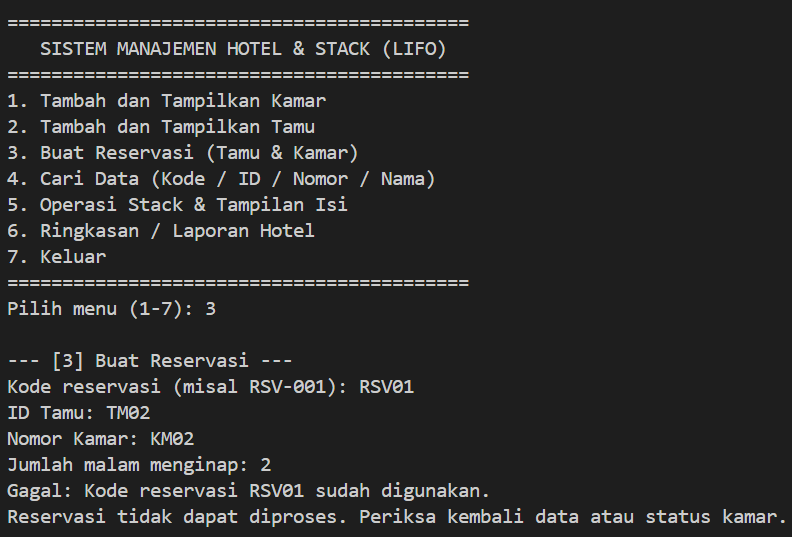 ==========================================
   SISTEM MANAJEMEN HOTEL & STACK (LIFO)
==========================================
1. Tambah dan Tampilkan Kamar
2. Tambah dan Tampilkan Tamu
3. Buat Reservasi (Tamu & Kamar)
4. Cari Data (Kode / ID / Nomor / Nama)
5. Operasi Stack & Tampilan Isi
6. Ringkasan / Laporan Hotel
7. Keluar
==========================================
Pilih menu (1-7): 3

--- [3] Buat Reservasi ---
Kode reservasi (misal RSV-001): RSV01
ID Tamu: TM02
Nomor Kamar: KM02
Jumlah malam menginap: 2
Gagal: Kode reservasi RSV01 sudah digunakan.
Reservasi tidak dapat diproses. Periksa kembali data atau status kamar.